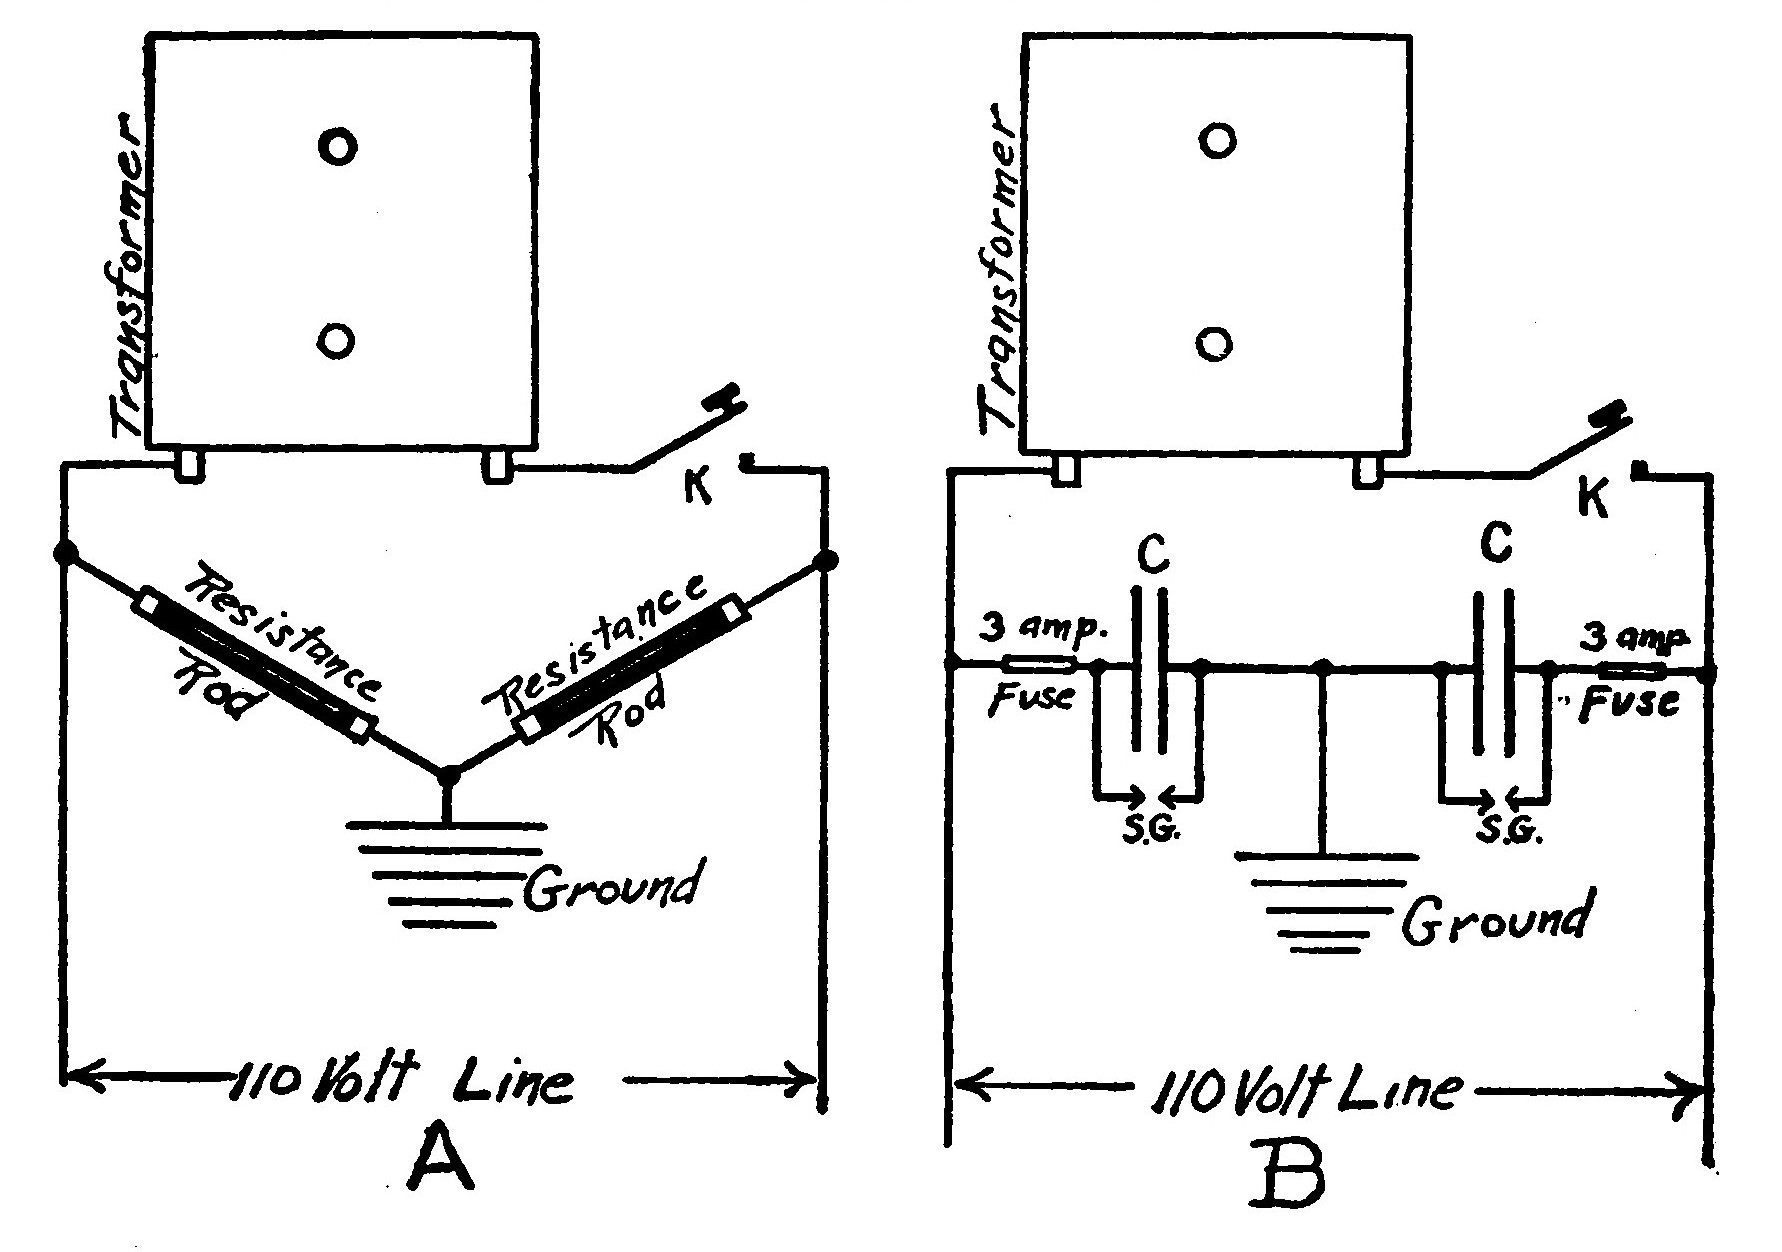 Transformer
K
Resistance
Rod
Resistance
Rod
Ground
110 Volt Line
A
Transformer
K
C
C
3 amp.
Fuse
3 amp
Fuse
S.G.
S.G.
Ground
110 Volt Line
B